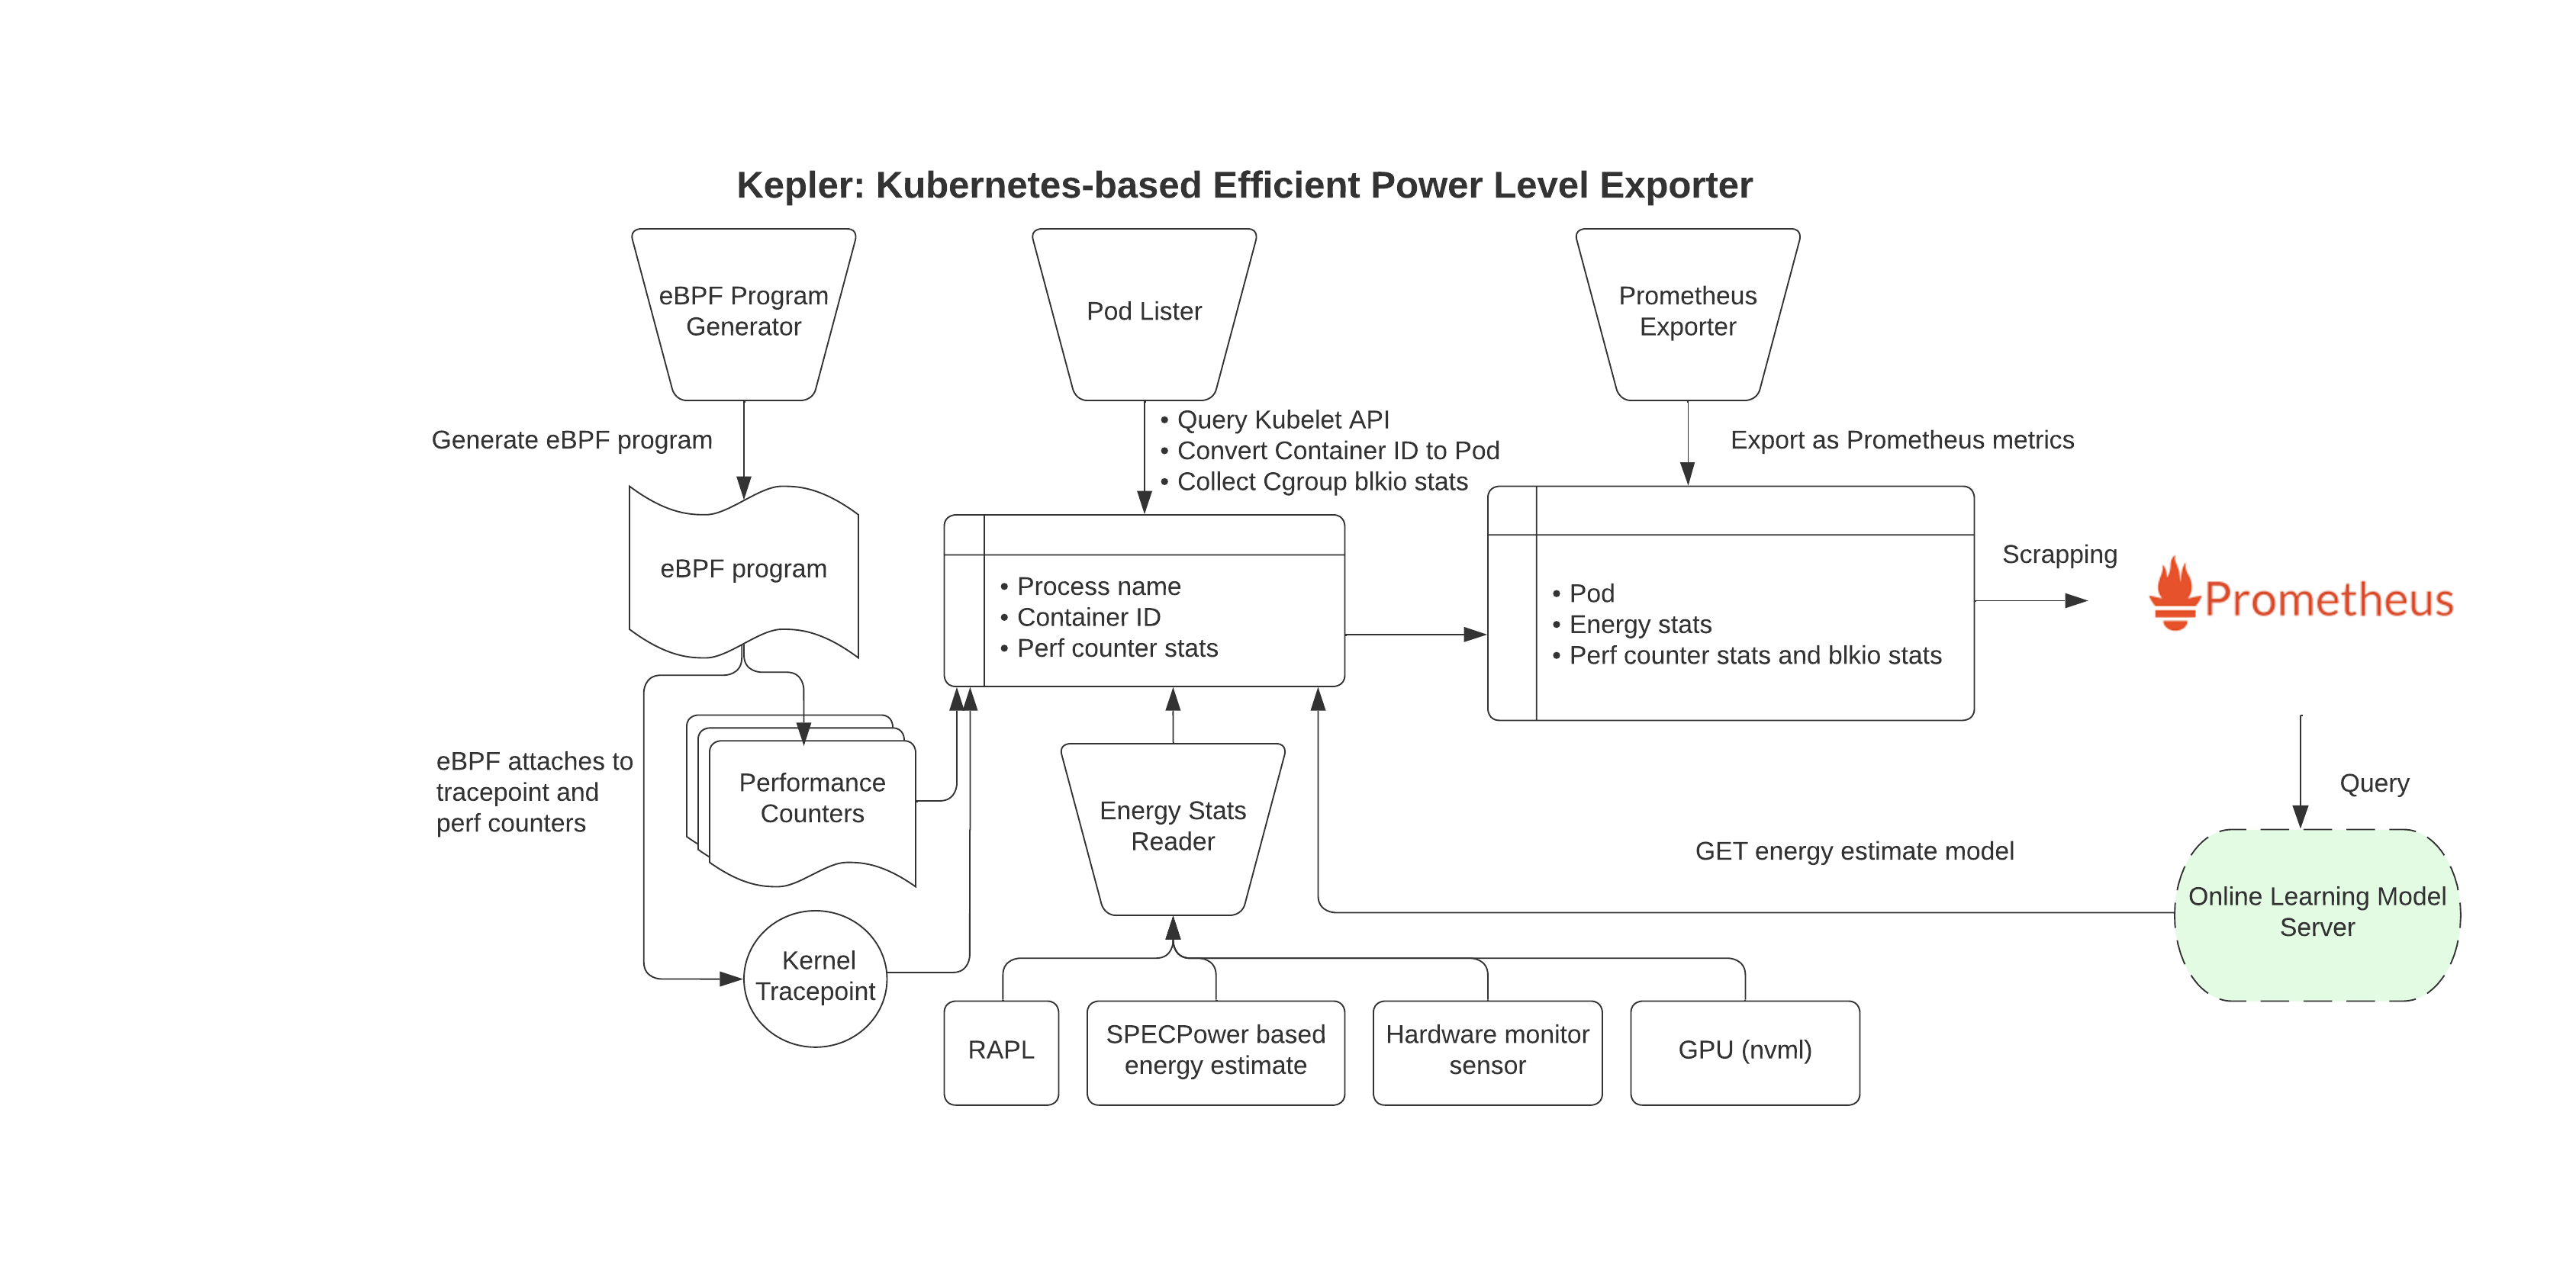 Kepler: Kubernetes-based Efficient Power Level Exporter
eBPF Program
Generator
Pod Lister
Prometheus
Exporter
Generate eBPF program
• Query Kubelet API
• Convert Container ID to Pod
• Collect Cgroup blkio stats
Export as Prometheus metrics
eBPF program
• Process name
• Container ID
• Perf counter stats
• Pod
• Energy stats
• Perf counter stats and blkio stats
Scrapping
Prometheus
eBPF attaches to
tracepoint and
perf counters
Performance
Counters
Energy Stats
Reader
Query
GET energy estimate model
Online Learning Model
Server
Kernel
Tracepoint
RAPL
SPECPower based
energy estimate
Hardware monitor
sensor
GPU (nvml)